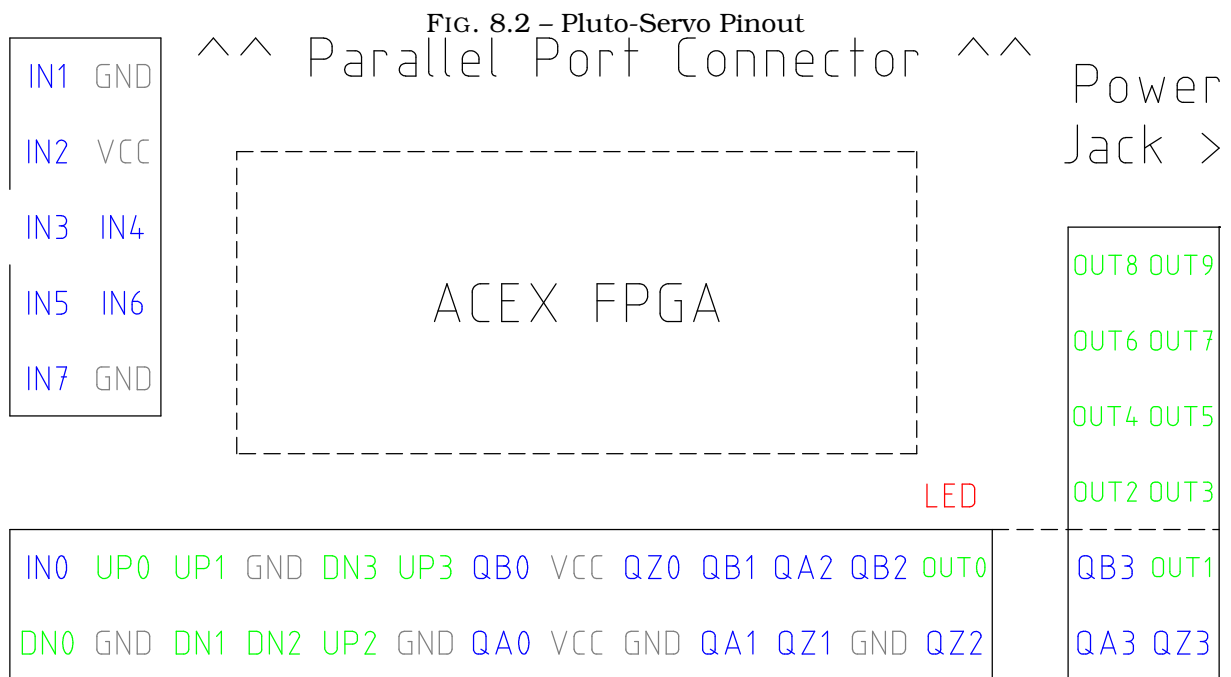 FIG. 8.2 – Pluto-Servo Pinout
^^ Parallel Port Connector ^^
Power
Jack >
IN1 GND
IN2 VCC
IN3 IN4
IN5 IN6
IN7 GND
ACEX FPGA
OUT8 OUT9
OUT6 OUT7
OUT4 OUT5
OUT2 OUT3
LED
IN0 UP0 UP1 GND DN3 UP3 QB0 VCC QZ0 QB1 QA2 QB2 OUT0
DN0 GND DN1 DN2 UP2 GND QA0 VCC GND QA1 QZ1 GND QZ2
QB3 OUT1
QA3 QZ3